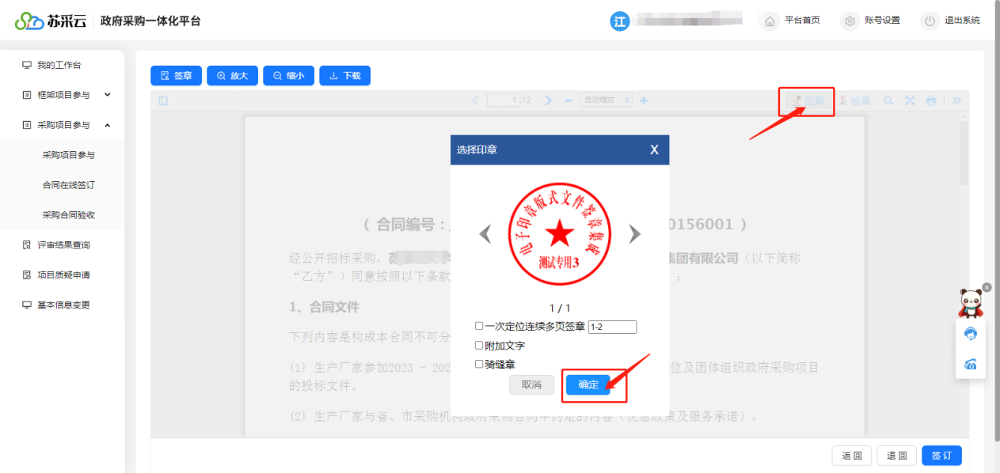 苏采云 政府采购一体化平台
江 平台首页 账号设置 退出系统
我的工作台
框架项目参与
采购项目参与
采购项目参与
合同在线签订
采购合同验收
评审结果查询
项目质疑申请
基本信息变更
签章 放大 缩小 下载
1 / 2 自动缩放 签章 验章
选择印章 X
电子印章版式文件签章集成
测试专用3
1 / 1
一次定位连续多页签章 1-2
附加文字
骑缝章
取消 确定
（ 合同编号： 0156001 ）
经公开招标采购， 集团有限公司（以下简称
“乙方”）同意按照以下条款 ：
1、合同文件
下列内容是构成本合同不可分
(1) 生产厂家参加2023 - 202 位及团体组织政府采购项目
的投标文件。
(2) 生产厂家与省、市采购机构政府采购合同中约定的内容（优惠政策及服务承诺）。
返回 退回 签订